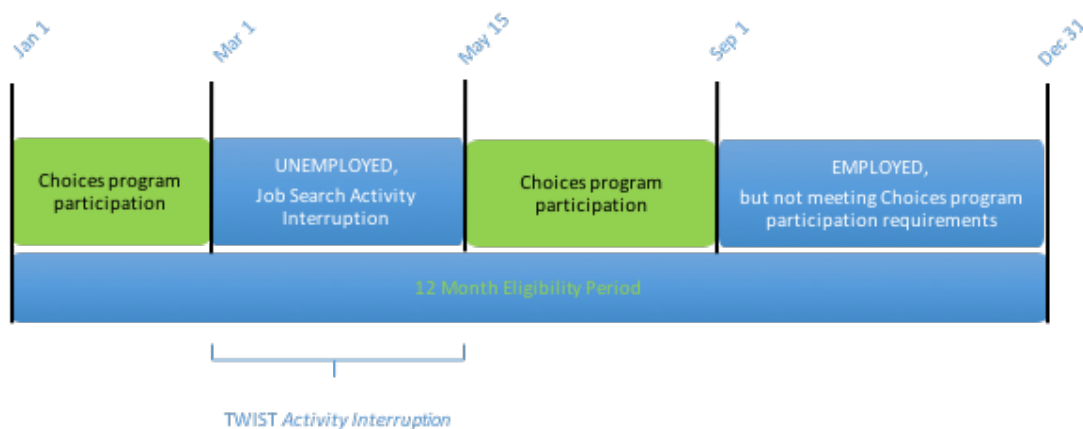 Jan 1
Mar 1
May 15
Sep 1
Dec 31
Choices program
participation
UNEMPLOYED,
Job Search Activity
Interruption
Choices program
participation
EMPLOYED,
but not meeting Choices program
participation requirements
12 Month Eligibility Period
TWIST Activity Interruption